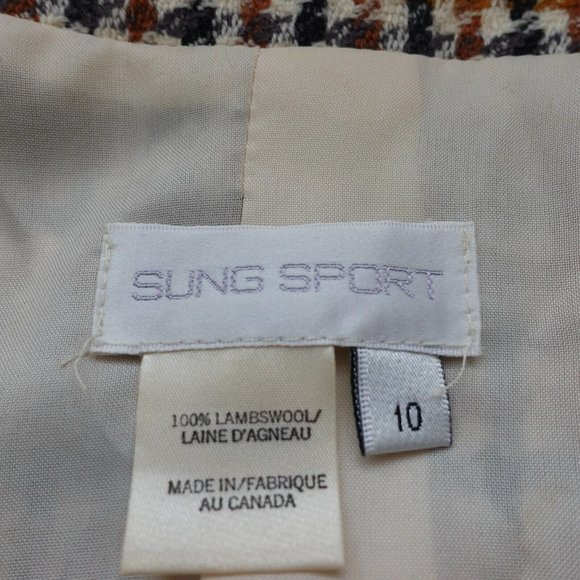 SUNG SPORT
10
100% LAMBSWOOL/
LAINE D'AGNEAU
MADE IN/FABRIQUE
AU CANADA